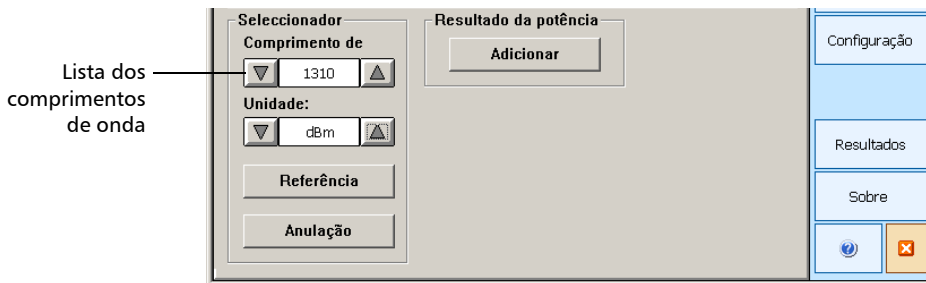 Seleccionador
Comprimento de
1310
Unidade:
dBm
Referência
Anulação
Resultado da potência
Adicionar
Configuração
Resultados
Sobre
Lista dos
comprimentos
de onda